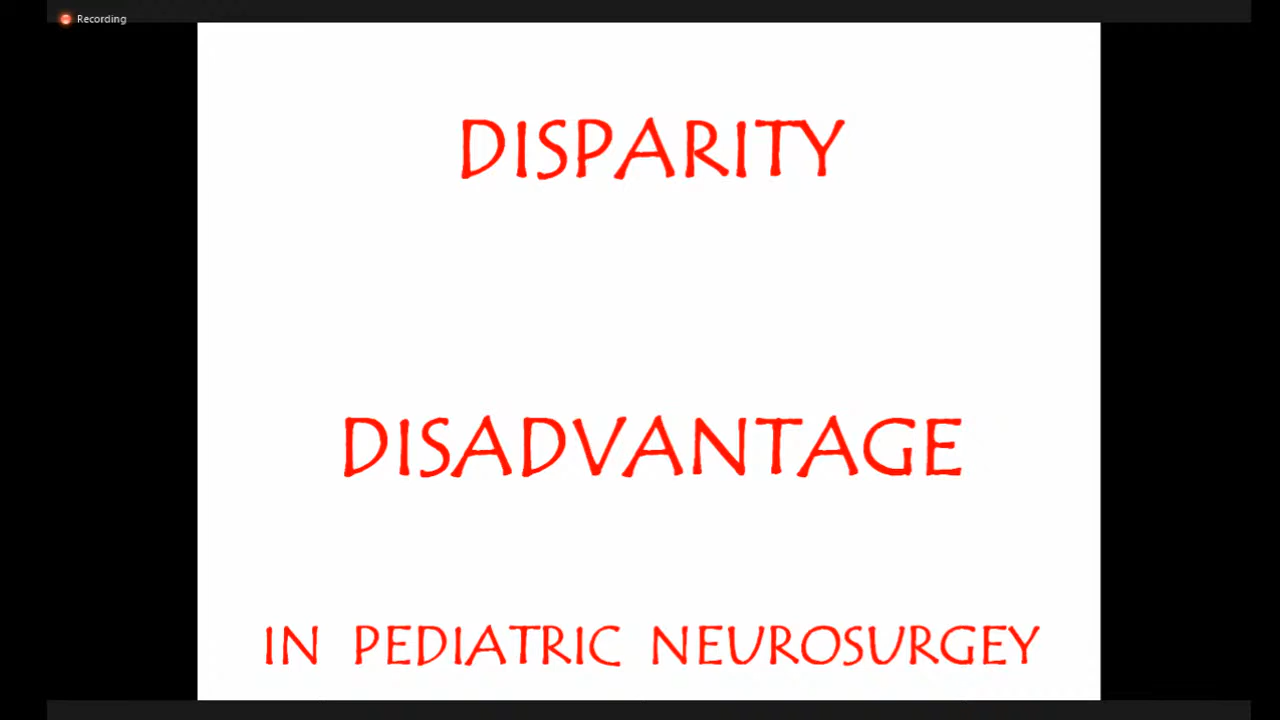 Recording
DISPARITY
DISADVANTAGE
IN PEDIATRIC NEUROSURGEY